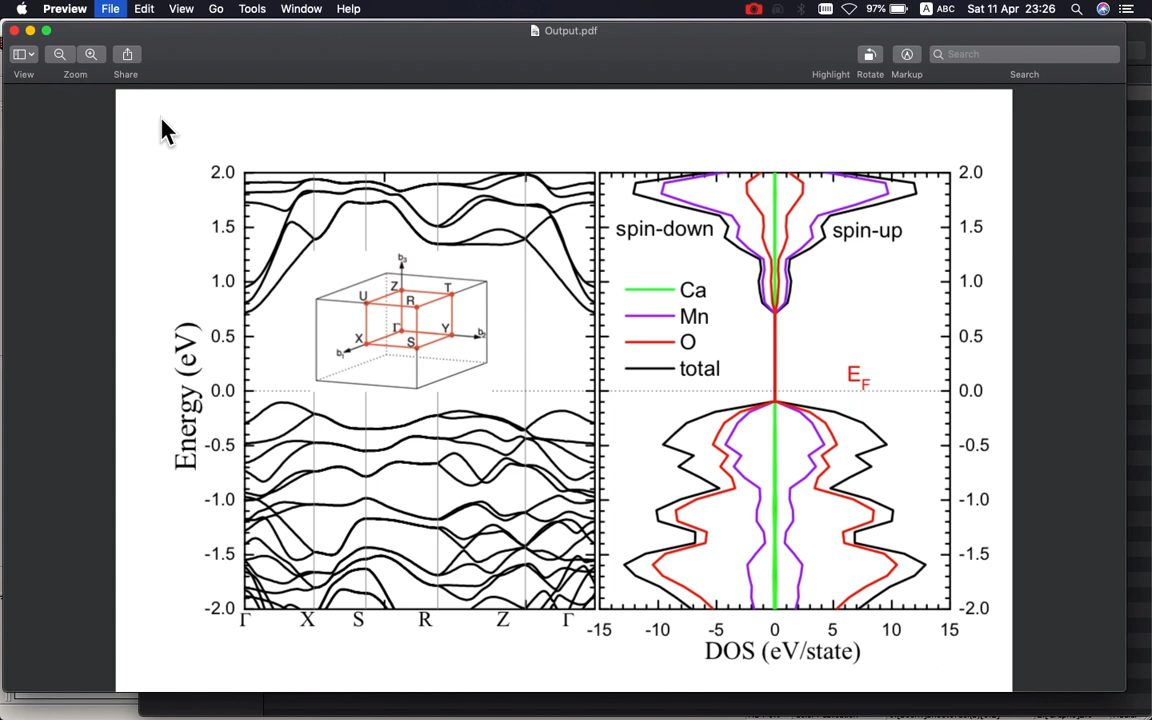 Preview File Edit View Go Tools Window Help
97% A ABC Sat 11 Apr 23:26
Output.pdf
Search
View Zoom Share Highlight Rotate Markup Search
Energy (eV)
2.0
1.5
1.0
0.5
0.0
-0.5
-1.0
-1.5
-2.0
Γ X S R Z Γ
b₃
Z T
U R
Γ Y b₂
X S
b₁
spin-down spin-up
Ca
Mn
O
total
E_F
2.0
1.5
1.0
0.5
0.0
-0.5
-1.0
-1.5
-2.0
-15 -10 -5 0 5 10 15
DOS (eV/state)